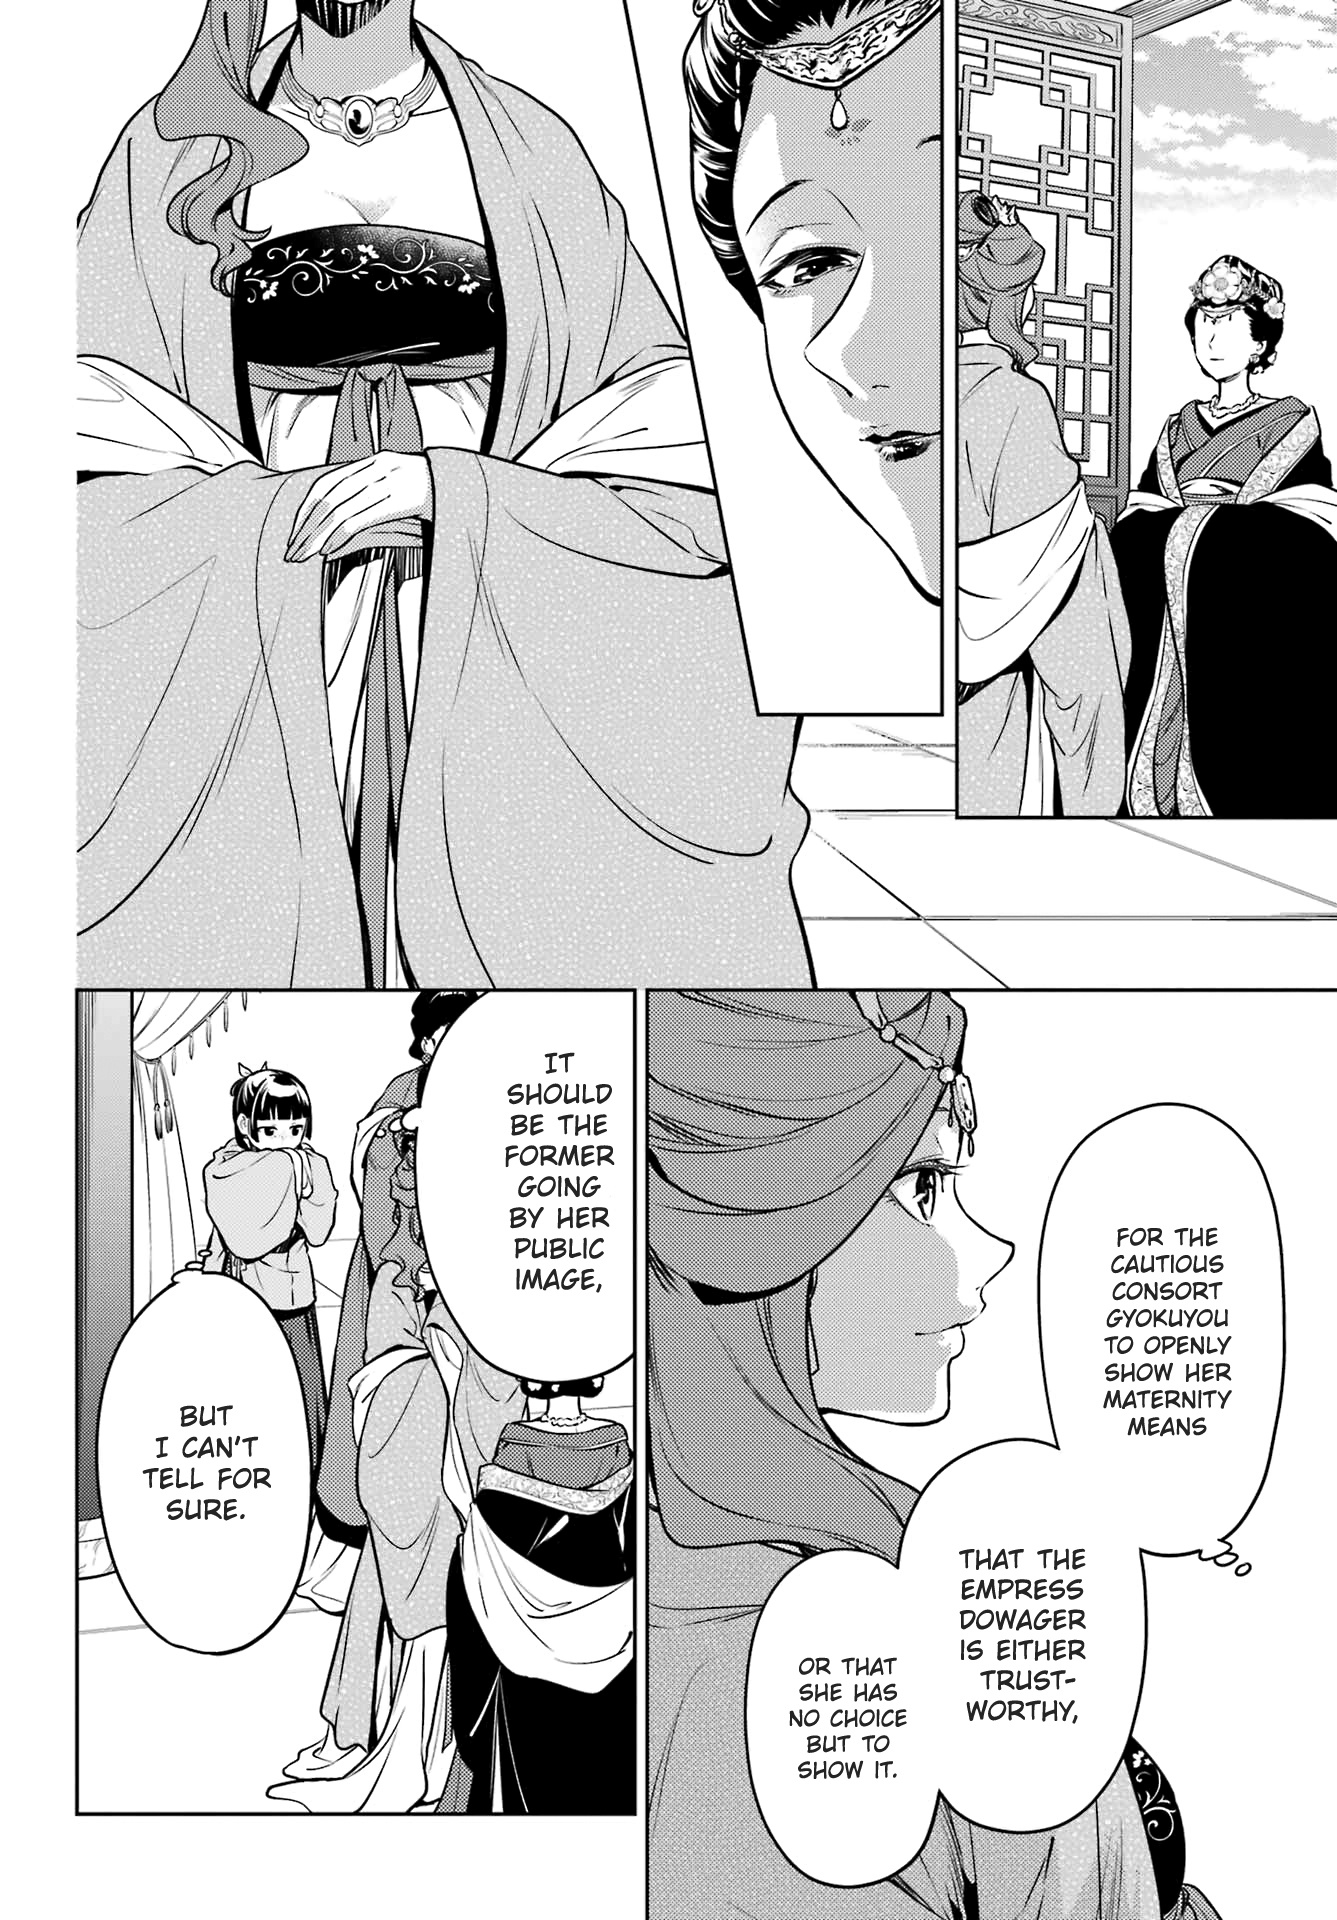 FOR THE
CAUTIOUS
CONSORT
GYOKUYOU
TO OPENLY
SHOW HER
MATERNITY
MEANS
THAT THE
EMPRESS
DOWAGER
IS EITHER
TRUST-
WORTHY,
OR THAT
SHE HAS
NO CHOICE
BUT TO
SHOW IT.
IT
SHOULD
BE THE
FORMER
GOING
BY HER
PUBLIC
IMAGE,
BUT
I CAN'T
TELL FOR
SURE.